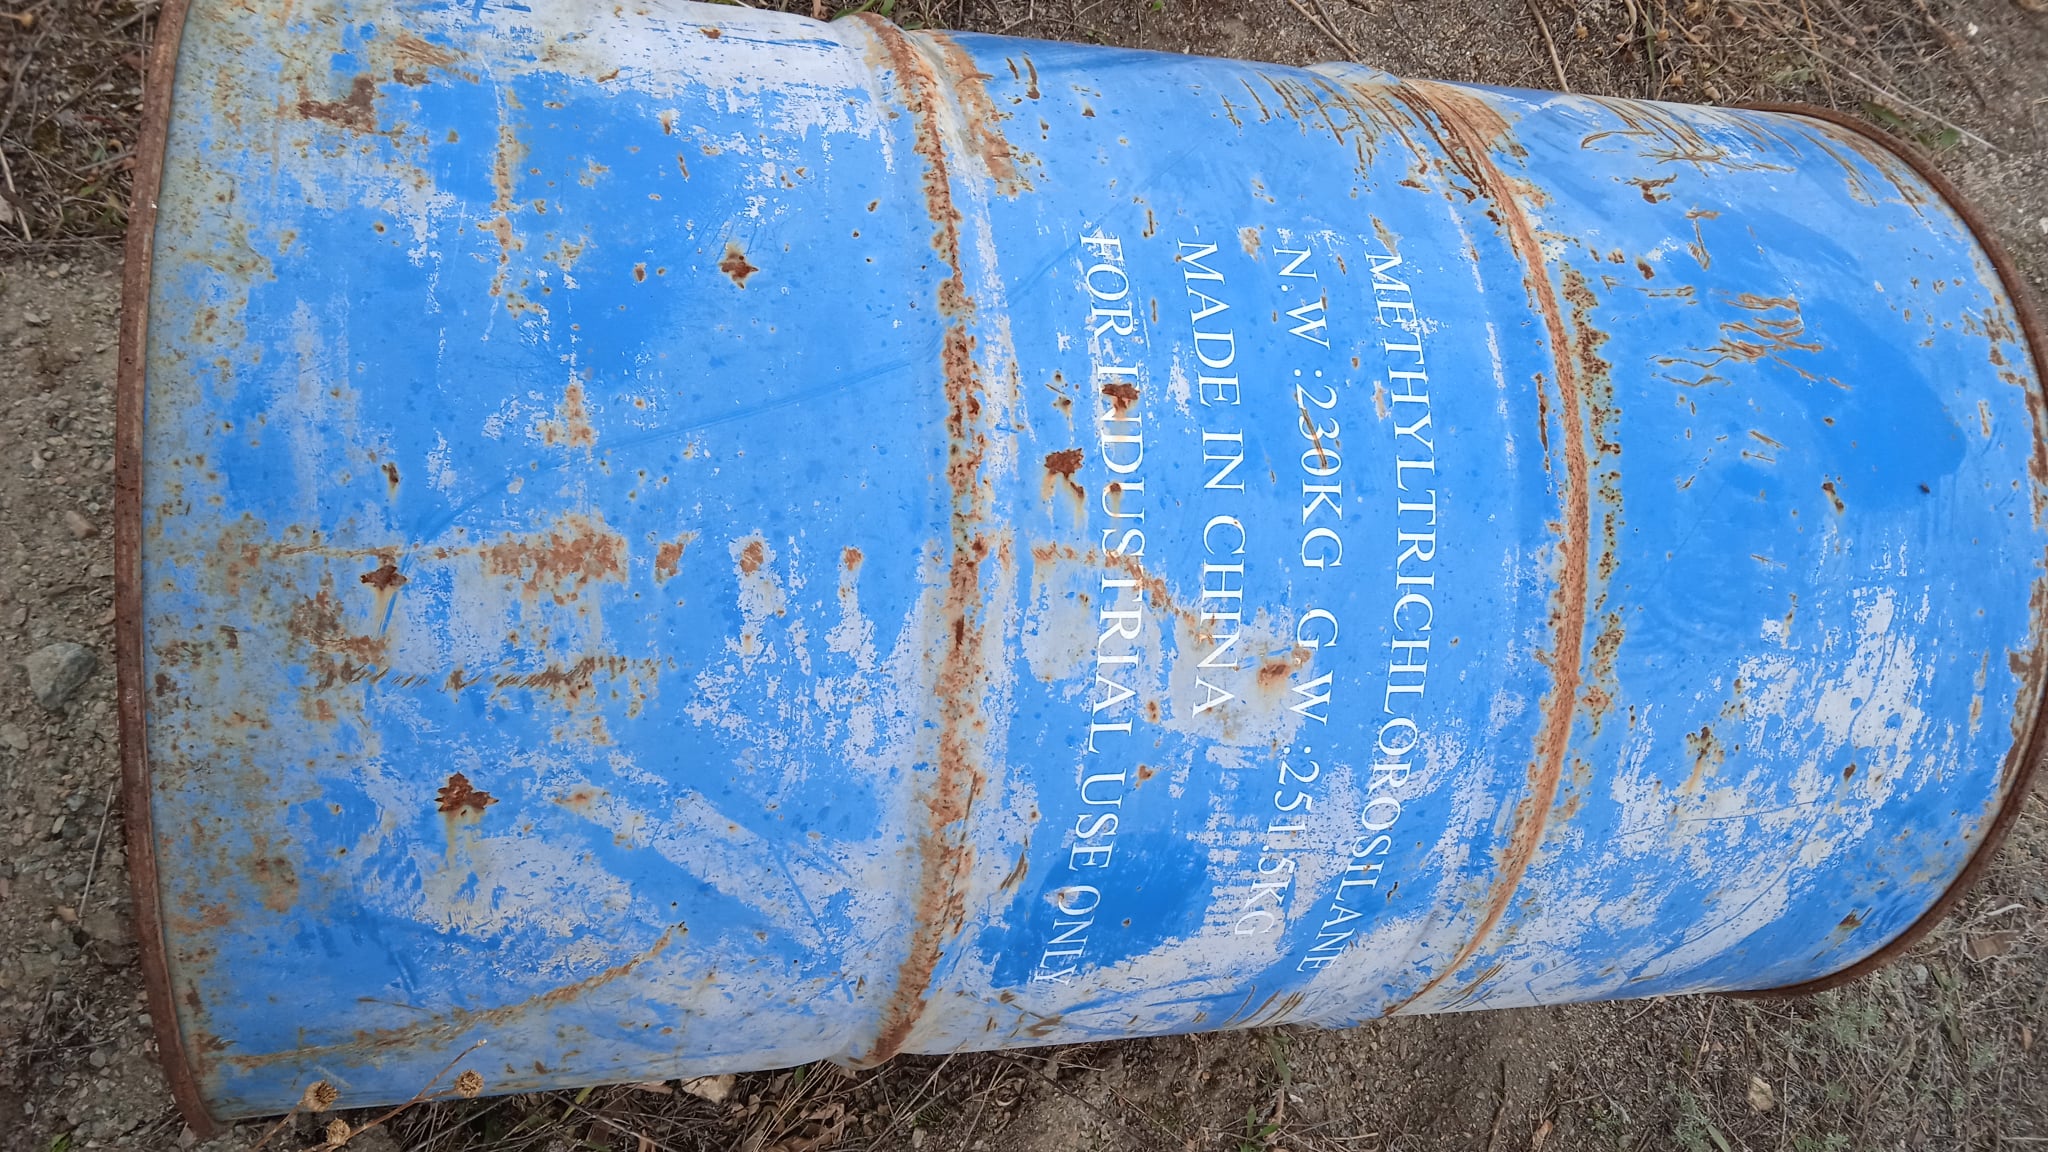 METHYLTRICHLOROSILANE
N.W :230KG G.W :251.5KG
MADE IN CHINA
FOR INDUSTRIAL USE ONLY